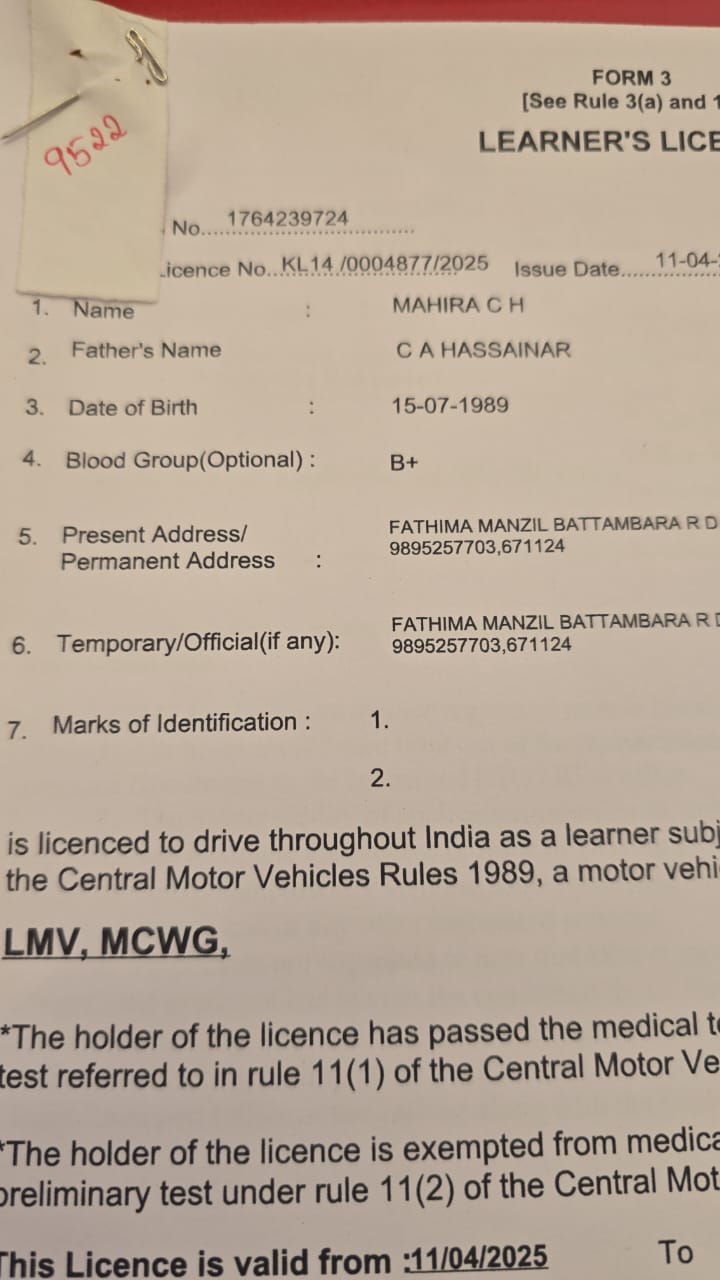 FORM 3
[See Rule 3(a) and 1
LEARNER'S LICE
9522
No.... 1764239724
Licence No.. KL14 /0004877/2025 Issue Date..... 11-04-
1. Name : MAHIRA C H
2. Father's Name C A HASSAINAR
3. Date of Birth : 15-07-1989
4. Blood Group(Optional) : B+
5. Present Address/ FATHIMA MANZIL BATTAMBARA R D
Permanent Address : 9895257703,671124
6. Temporary/Official(if any): FATHIMA MANZIL BATTAMBARA R D
9895257703,671124
7. Marks of Identification : 1.
2.
is licenced to drive throughout India as a learner subj
the Central Motor Vehicles Rules 1989, a motor vehi
LMV, MCWG,
*The holder of the licence has passed the medical te
test referred to in rule 11(1) of the Central Motor Ve
*The holder of the licence is exempted from medica
preliminary test under rule 11(2) of the Central Mot
This Licence is valid from :11/04/2025 To